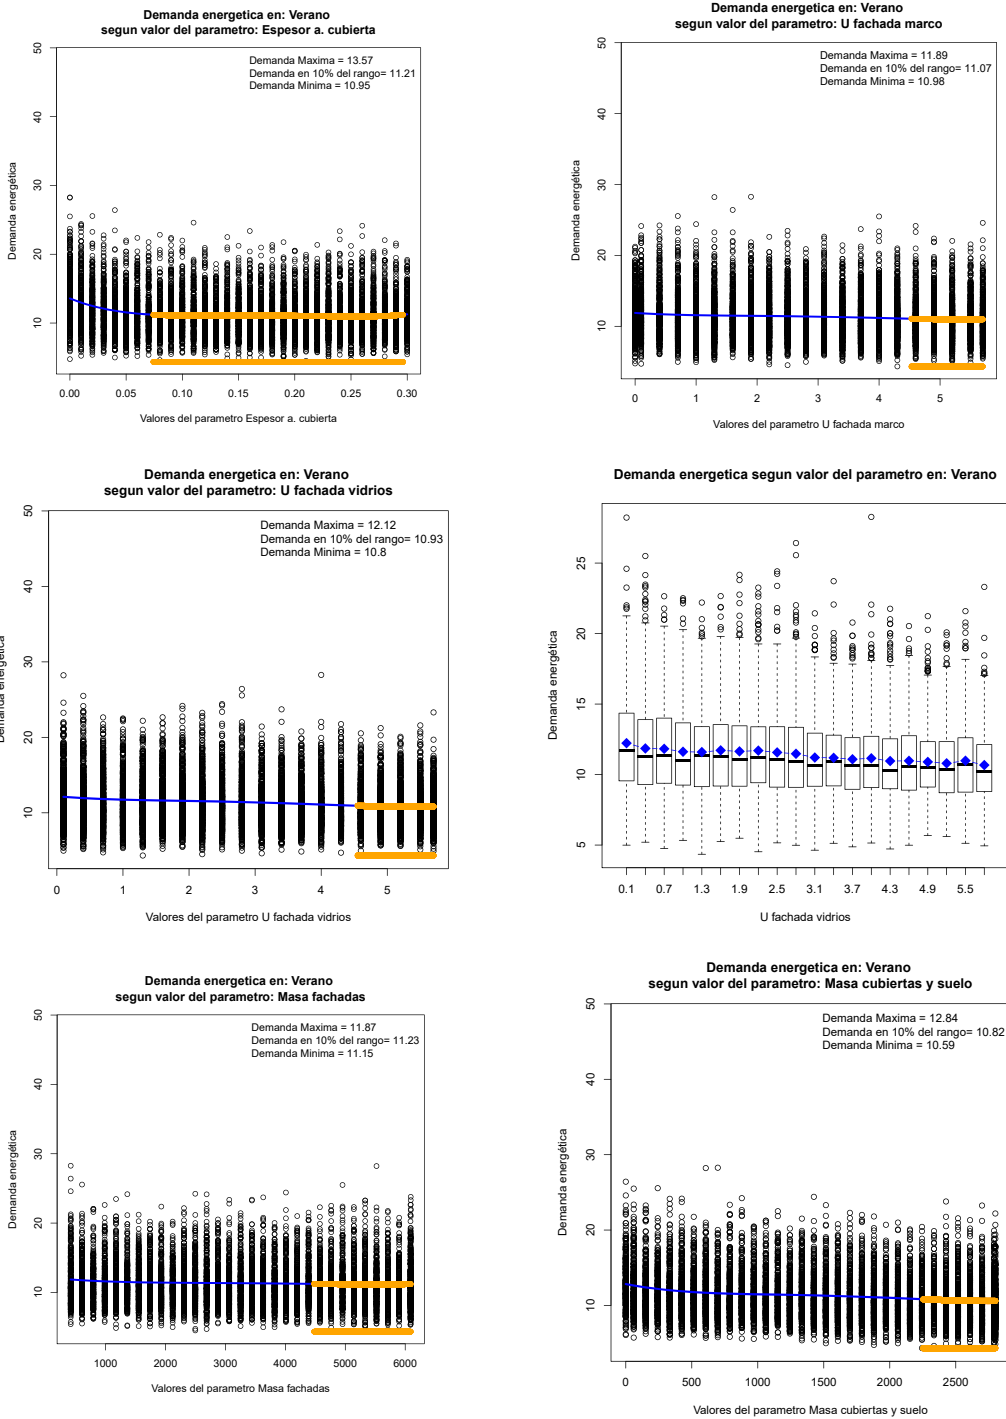 Demanda energetica en: Verano
segun valor del parametro: Espesor a. cubierta
Demanda Maxima = 13.57
Demanda en 10% del rango= 11.21
Demanda Minima = 10.95
50
40
30
20
10
Demanda energética
0.00 0.05 0.10 0.15 0.20 0.25 0.30
Valores del parametro Espesor a. cubierta
Demanda energetica en: Verano
segun valor del parametro: U fachada marco
Demanda Maxima = 11.89
Demanda en 10% del rango= 11.07
Demanda Minima = 10.98
50
40
30
20
10
Demanda energética
0 1 2 3 4 5
Valores del parametro U fachada marco
Demanda energetica en: Verano
segun valor del parametro: U fachada vidrios
Demanda Maxima = 12.12
Demanda en 10% del rango= 10.93
Demanda Minima = 10.8
50
40
30
20
10
Demanda energética
0 1 2 3 4 5
Valores del parametro U fachada vidrios
Demanda energetica segun valor del parametro en: Verano
25
20
15
10
5
Demanda energética
0.1 0.7 1.3 1.9 2.5 3.1 3.7 4.3 4.9 5.5
U fachada vidrios
Demanda energetica en: Verano
segun valor del parametro: Masa fachadas
Demanda Maxima = 11.87
Demanda en 10% del rango= 11.23
Demanda Minima = 11.15
50
40
30
20
10
Demanda energética
1000 2000 3000 4000 5000 6000
Valores del parametro Masa fachadas
Demanda energetica en: Verano
segun valor del parametro: Masa cubiertas y suelo
Demanda Maxima = 12.84
Demanda en 10% del rango= 10.82
Demanda Minima = 10.59
50
40
30
20
10
Demanda energética
0 500 1000 1500 2000 2500
Valores del parametro Masa cubiertas y suelo